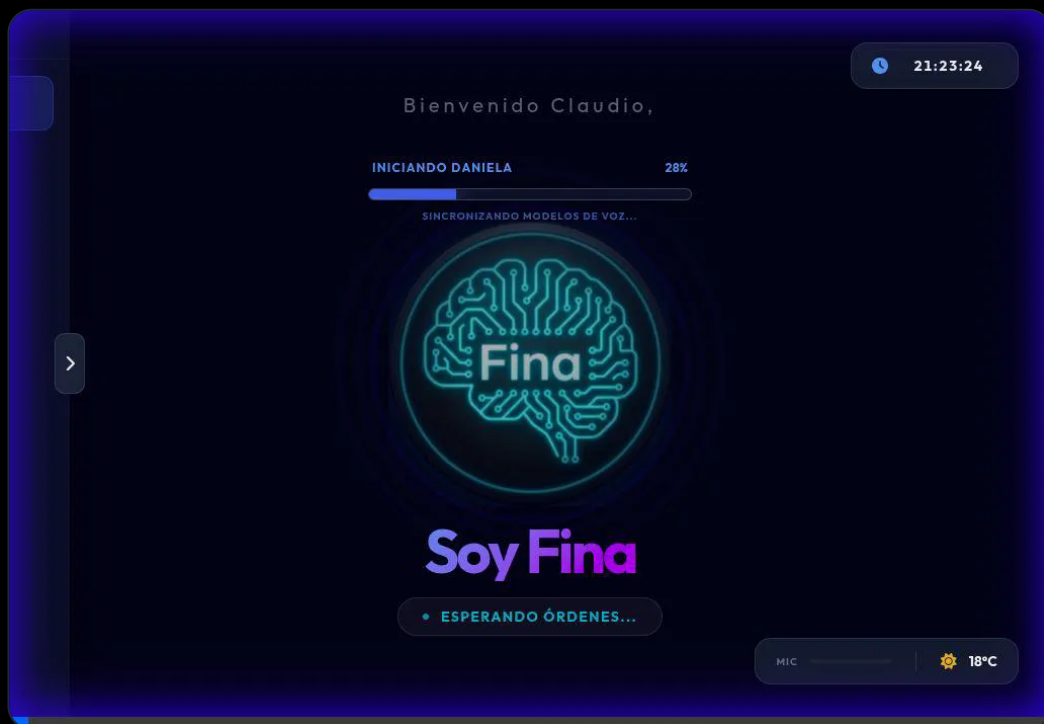 21:23:24
Bienvenido Claudio,
INICIANDO DANIELA 28%
SINCRONIZANDO MODELOS DE VOZ...
Fina
Soy Fina
ESPERANDO ÓRDENES...
MIC 18°C